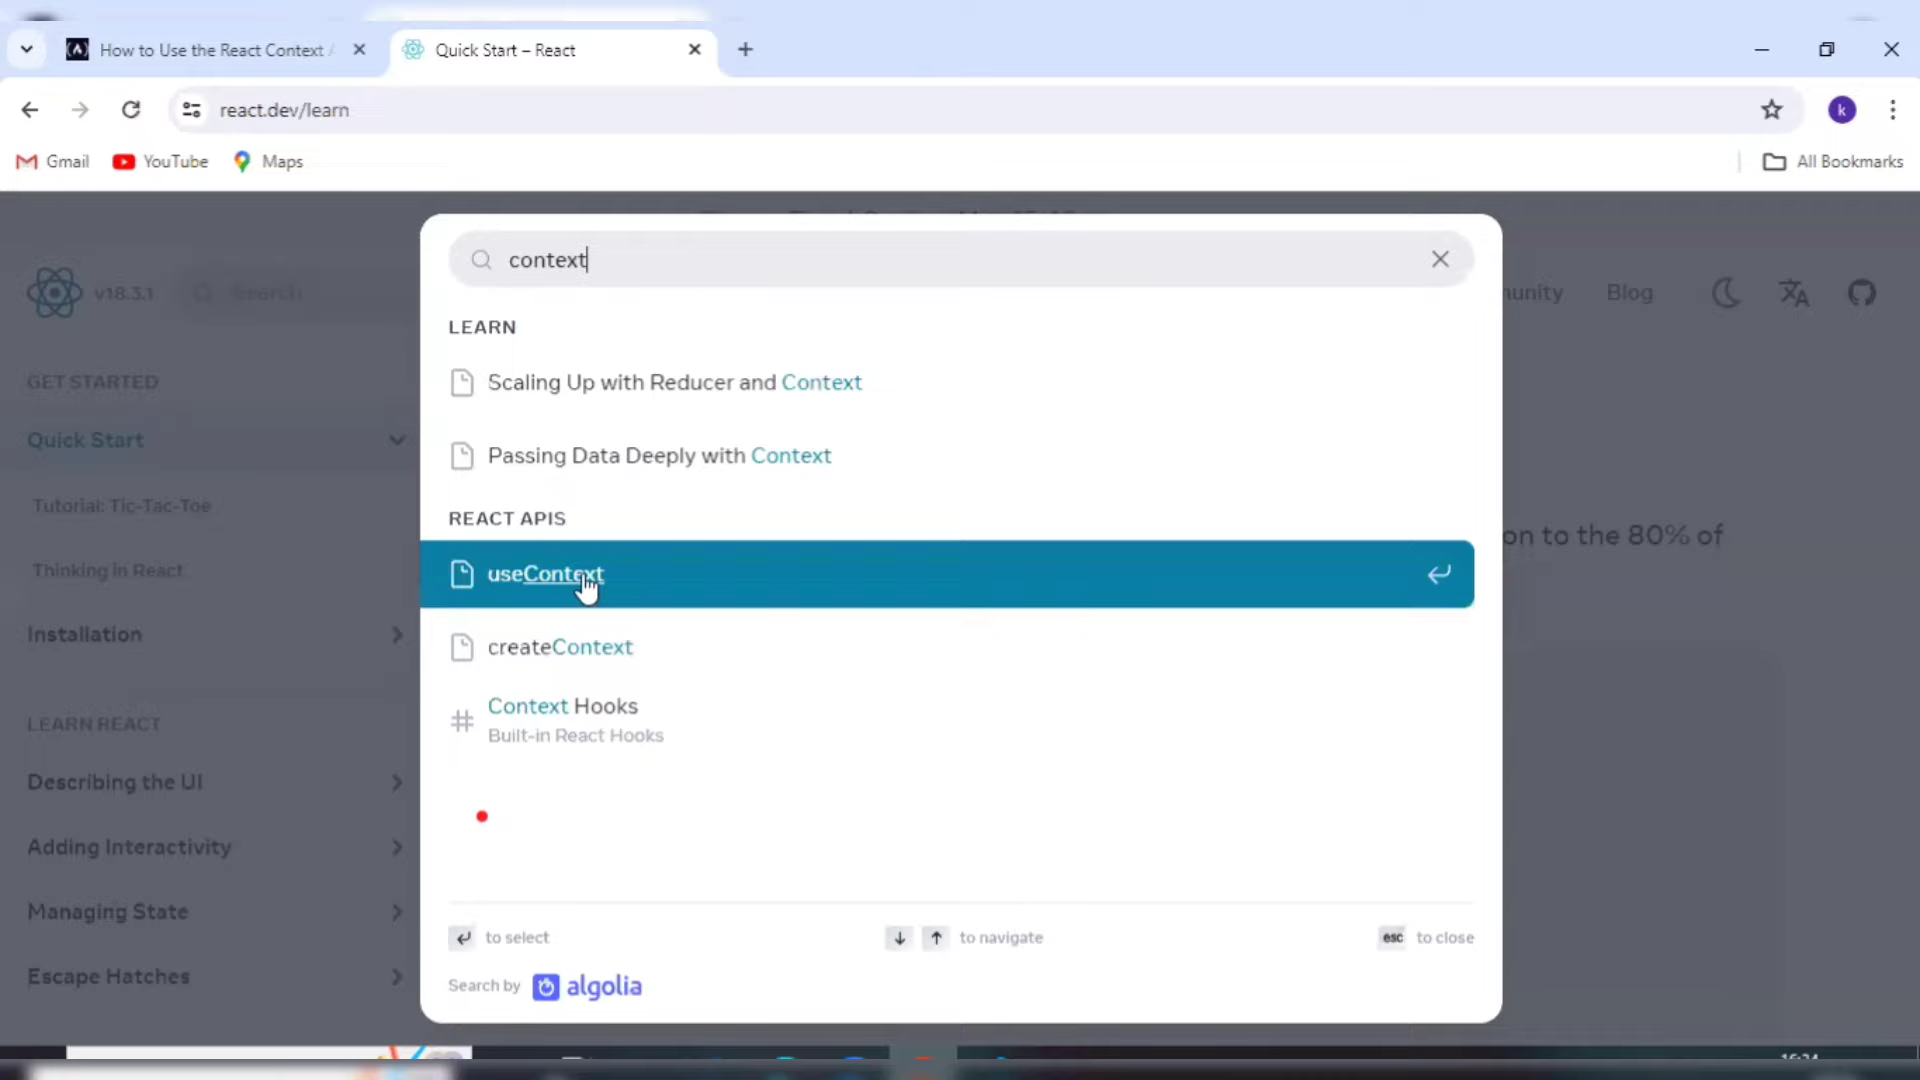 How to Use the React Context
Quick Start – React
react.dev/learn
k
Gmail
YouTube
Maps
All Bookmarks
context
v18.3.1
Search
munity
Blog
GET STARTED
Quick Start
Tutorial: Tic-Tac-Toe
Thinking in React
Installation
LEARN REACT
Describing the UI
Adding Interactivity
Managing State
Escape Hatches
LEARN
Scaling Up with Reducer and Context
Passing Data Deeply with Context
REACT APIS
useContext
createContext
Context Hooks
Built-in React Hooks
on to the 80% of
to select
to navigate
esc to close
Search by algolia